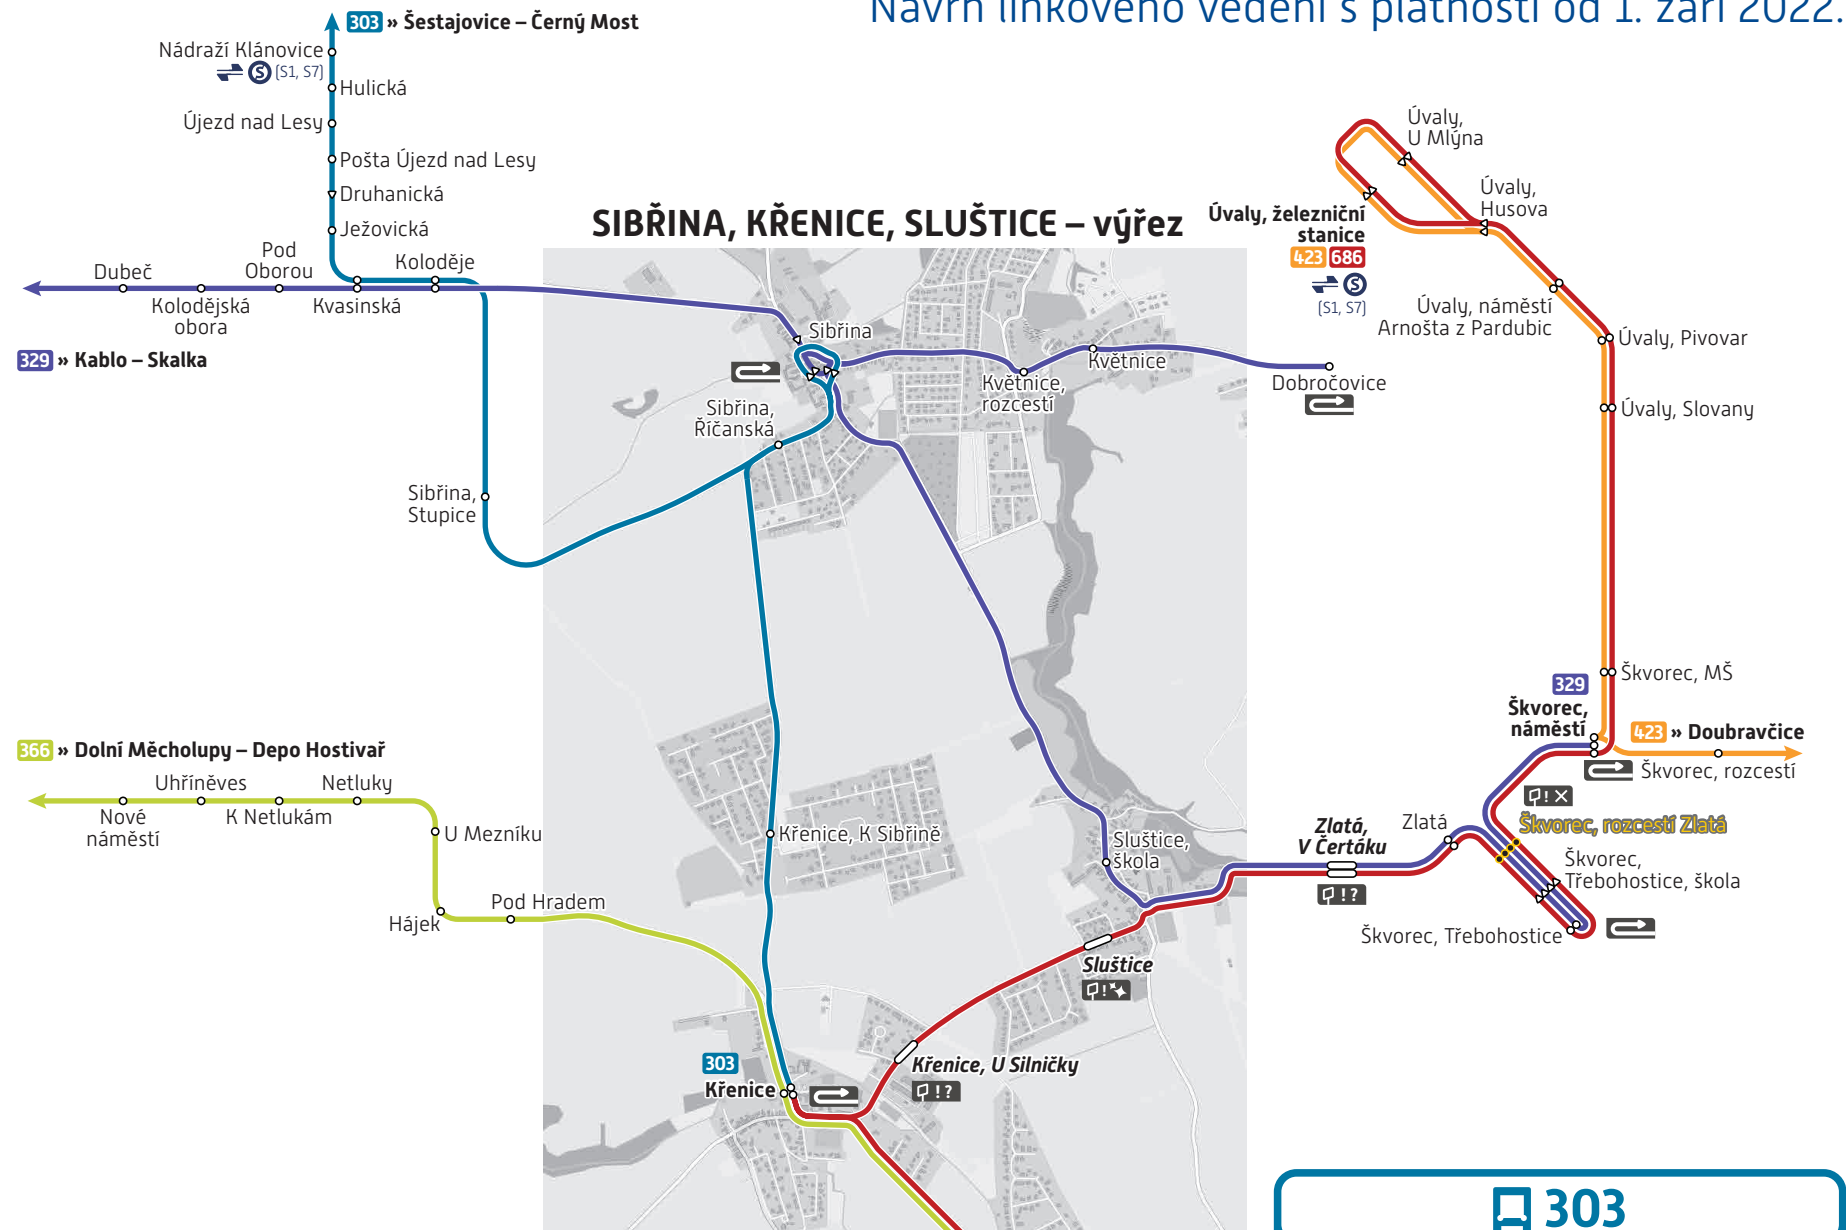 Návrh linkového vedení s platností od 1. září 2022.
303 » Šestajovice – Černý Most
Nádraží Klánovice
S (S1, S7)
Hulická
Újezd nad Lesy
Pošta Újezd nad Lesy
Druhanická
Ježovická
Koloděje
Pod
Oborou
Dubeč
Kolodějská
obora
Kvasinská
329 » Kablo – Skalka
SIBŘINA, KŘENICE, SLUŠTICE – výřez
Úvaly,
U Mlýna
Úvaly,
Husova
Úvaly, železniční
stanice
423 686
S
(S1, S7)
Úvaly, náměstí
Arnošta z Pardubic
Úvaly, Pivovar
Úvaly, Slovany
Sibřina
Květnice
Květnice,
rozcestí
Dobročovice
Sibřina,
Říčanská
Sibřina,
Stupice
Škvorec, MŠ
329
Škvorec,
náměstí
423 » Doubravčice
Škvorec, rozcestí
! X
Škvorec, rozcestí Zlatá
Zlatá
Zlatá,
V Čertáku
! ?
Škvorec,
Třebohostice, škola
Škvorec, Třebohostice
366 » Dolní Měcholupy – Depo Hostivař
Uhříněves
Netluky
Nové
náměstí
K Netlukám
U Mezníku
Pod Hradem
Hájek
Křenice, K Sibřině
Sluštice,
škola
Sluštice
!
303
Křenice
Křenice, U Silničky
! ?
303